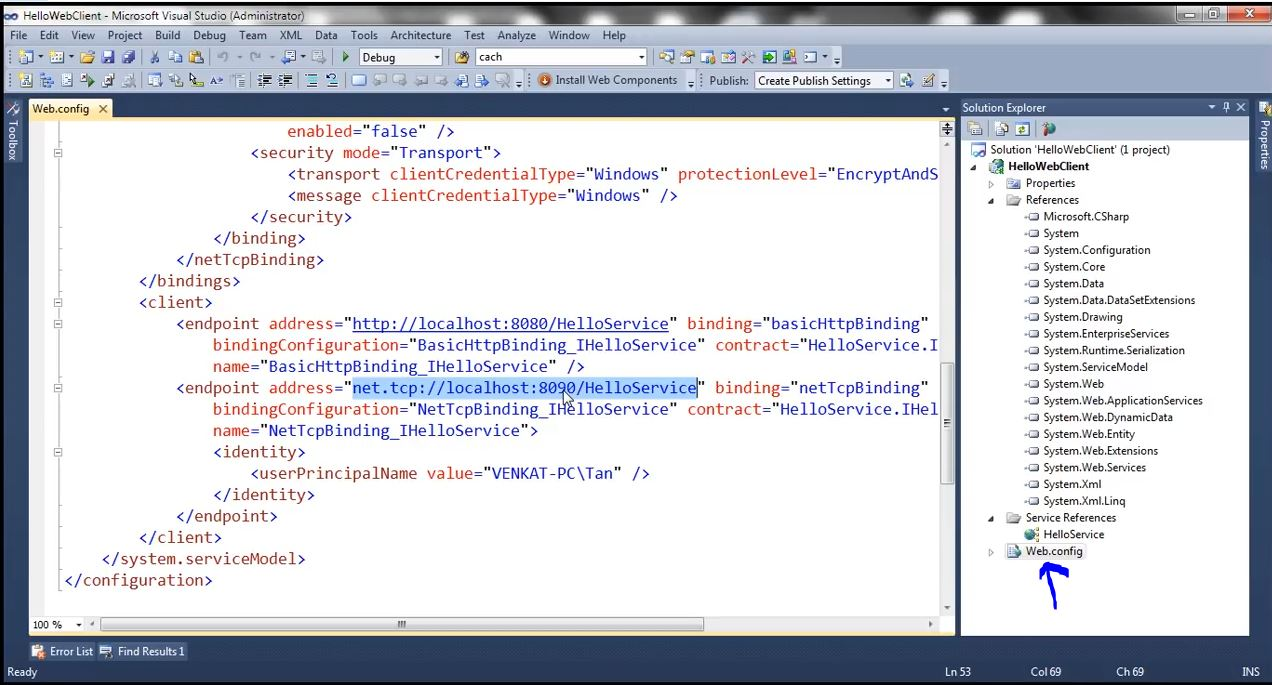 HelloWebClient - Microsoft Visual Studio (Administrator)
File Edit View Project Build Debug Team XML Data Tools Architecture Test Analyze Window Help
Debug cach
Install Web Components Publish: Create Publish Settings
Toolbox
Web.config
enabled="false" />
<security mode="Transport">
<transport clientCredentialType="Windows" protectionLevel="EncryptAndS
<message clientCredentialType="Windows" />
</security>
</binding>
</netTcpBinding>
</bindings>
<client>
<endpoint address="http://localhost:8080/HelloService" binding="basicHttpBinding"
bindingConfiguration="BasicHttpBinding_IHelloService" contract="HelloService.I
name="BasicHttpBinding_IHelloService" />
<endpoint address="net.tcp://localhost:8090/HelloService" binding="netTcpBinding"
bindingConfiguration="NetTcpBinding_IHelloService" contract="HelloService.IHel
name="NetTcpBinding_IHelloService">
<identity>
<userPrincipalName value="VENKAT-PC\Tan" />
</identity>
</endpoint>
</client>
</system.serviceModel>
</configuration>
100 %
Solution Explorer
Solution 'HelloWebClient' (1 project)
HelloWebClient
Properties
References
Microsoft.CSharp
System
System.Configuration
System.Core
System.Data
System.Data.DataSetExtensions
System.Drawing
System.EnterpriseServices
System.Runtime.Serialization
System.ServiceModel
System.Web
System.Web.ApplicationServices
System.Web.DynamicData
System.Web.Entity
System.Web.Extensions
System.Web.Services
System.Xml
System.Xml.Linq
Service References
HelloService
Web.config
Properties
Error List Find Results 1
Ready Ln 53 Col 69 Ch 69 INS